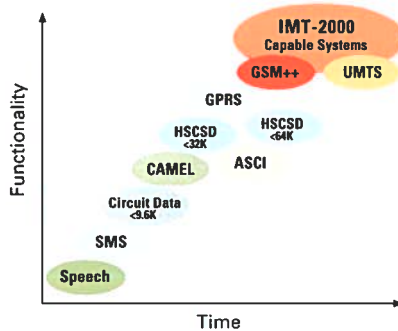 IMT-2000
Capable Systems
GSM++
UMTS
GPRS
HSCSD
<32K
HSCSD
<64K
CAMEL
ASCI
Circuit Data
<9.6K
SMS
Speech
Functionality
Time